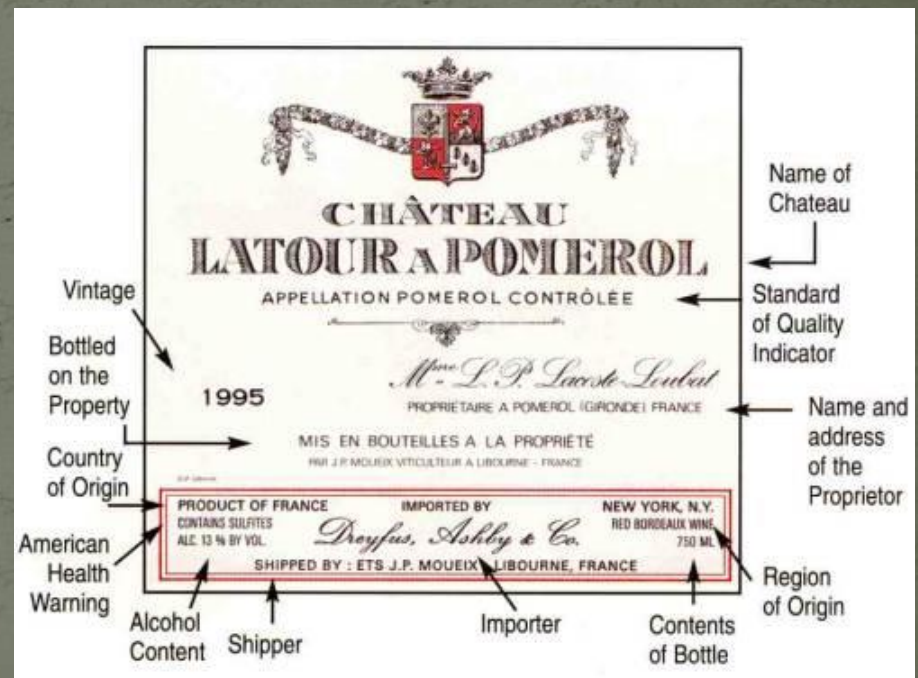 CHÂTEAU
LATOUR A POMEROL
APPELLATION POMEROL CONTRÔLÉE
Mme L. P. Lacoste-Loubat
PROPRIÉTAIRE A POMEROL (GIRONDE) FRANCE
1995
MIS EN BOUTEILLES A LA PROPRIÉTÉ
PAR J.P. MOUEIX VITICULTEUR A LIBOURNE - FRANCE
PRODUCT OF FRANCE
CONTAINS SULFITES
ALC. 13 % BY VOL.
IMPORTED BY
Dreyfus, Ashby & Co.
NEW YORK, N.Y.
RED BORDEAUX WINE
750 ML
SHIPPED BY : ETS J.P. MOUEIX LIBOURNE, FRANCE
Vintage
Bottled
on the
Property
Country
of Origin
American
Health
Warning
Alcohol
Content
Shipper
Importer
Contents
of Bottle
Region
of Origin
Name of
Chateau
Standard
of Quality
Indicator
Name and
address
of the
Proprietor